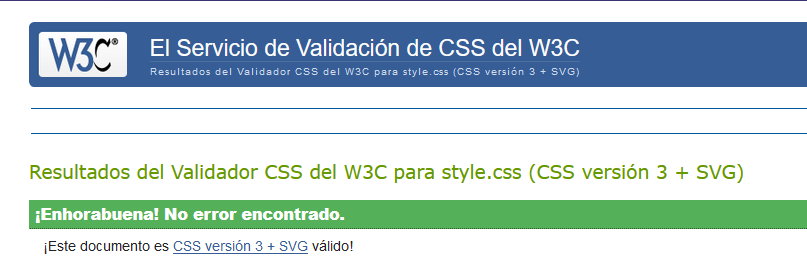 W3C®
El Servicio de Validación de CSS del W3C
Resultados del Validador CSS del W3C para style.css (CSS versión 3 + SVG)
Resultados del Validador CSS del W3C para style.css (CSS versión 3 + SVG)
¡Enhorabuena! No error encontrado.
¡Este documento es CSS versión 3 + SVG válido!